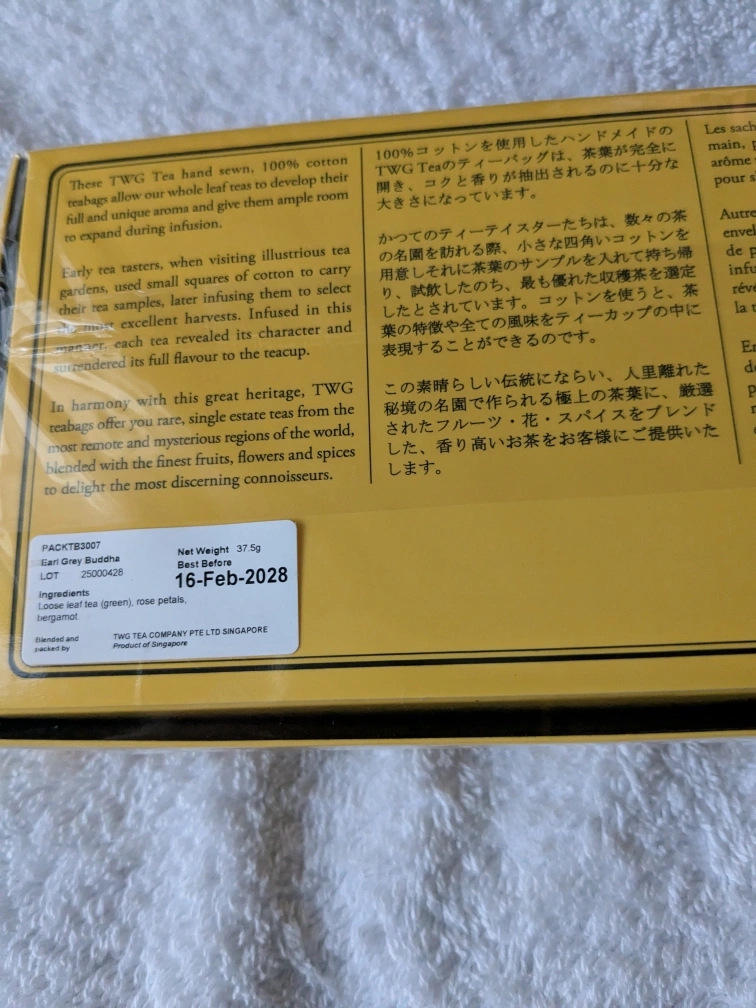 These TWG Tea hand sewn, 100% cotton
teabags allow our whole leaf teas to develop their
full and unique aroma and give them ample room
to expand during infusion.
Early tea tasters, when visiting illustrious tea
gardens, used small squares of cotton to carry
their tea samples, later infusing them to select
the most excellent harvests. Infused in this
manner, each tea revealed its character and
surrendered its full flavour to the teacup.
In harmony with this great heritage, TWG
teabags offer you rare, single estate teas from the
most remote and mysterious regions of the world,
blended with the finest fruits, flowers and spices
to delight the most discerning connoisseurs.
100%コットンを使用したハンドメイドの
TWG Teaのティーバッグは、茶葉が完全に
開き、コクと香りが抽出されるのに十分な
大きさになっています。
かつてのティーテイスターたちは、数々の茶
の名園を訪れる際、小さな四角いコットンを
用意しそれに茶葉のサンプルを入れて持ち帰
り、試飲したのち、最も優れた収穫茶を選定
したとされています。コットンを使うと、茶
葉の特徴や全ての風味をティーカップの中に
表現することができるのです。
この素晴らしい伝統にならい、人里離れた
秘境の名園で作られる極上の茶葉に、厳選
されたフルーツ・花・スパイスをブレンド
した、香り高いお茶をお客様にご提供いた
します。
Les sach
main, p
arôme
pour s
Autre
envel
de p
infu
révé
la t
En
de
PACKTB3007
Earl Grey Buddha
LOT 25000428
Net Weight 37.5g
Best Before
16-Feb-2028
Ingredients
Loose leaf tea (green), rose petals,
bergamot
Blended and
packed by
TWG TEA COMPANY PTE LTD SINGAPORE
Product of Singapore